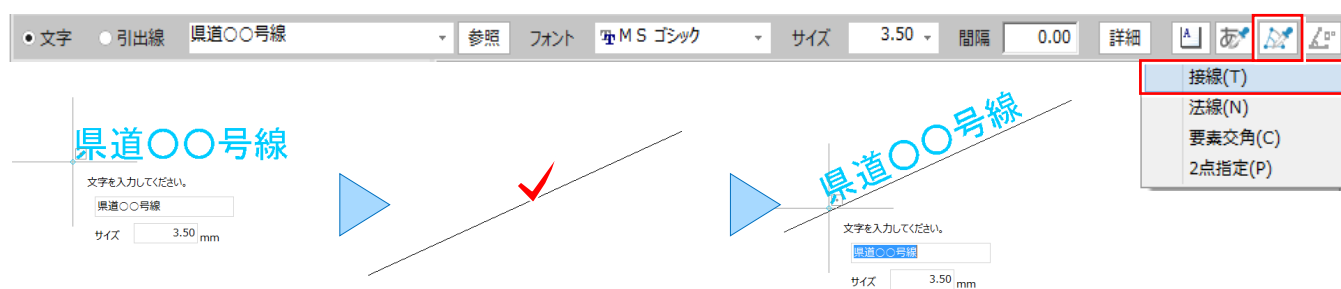 文字 引出線 県道〇〇号線 参照 フォント MS ゴシック サイズ 3.50 間隔 0.00 詳細 A あ
接線(T)
法線(N)
要素交角(C)
2点指定(P)
県道〇〇号線
文字を入力してください。
県道〇〇号線
サイズ 3.50 mm
県道〇〇号線
文字を入力してください。
県道〇〇号線
サイズ 3.50 mm